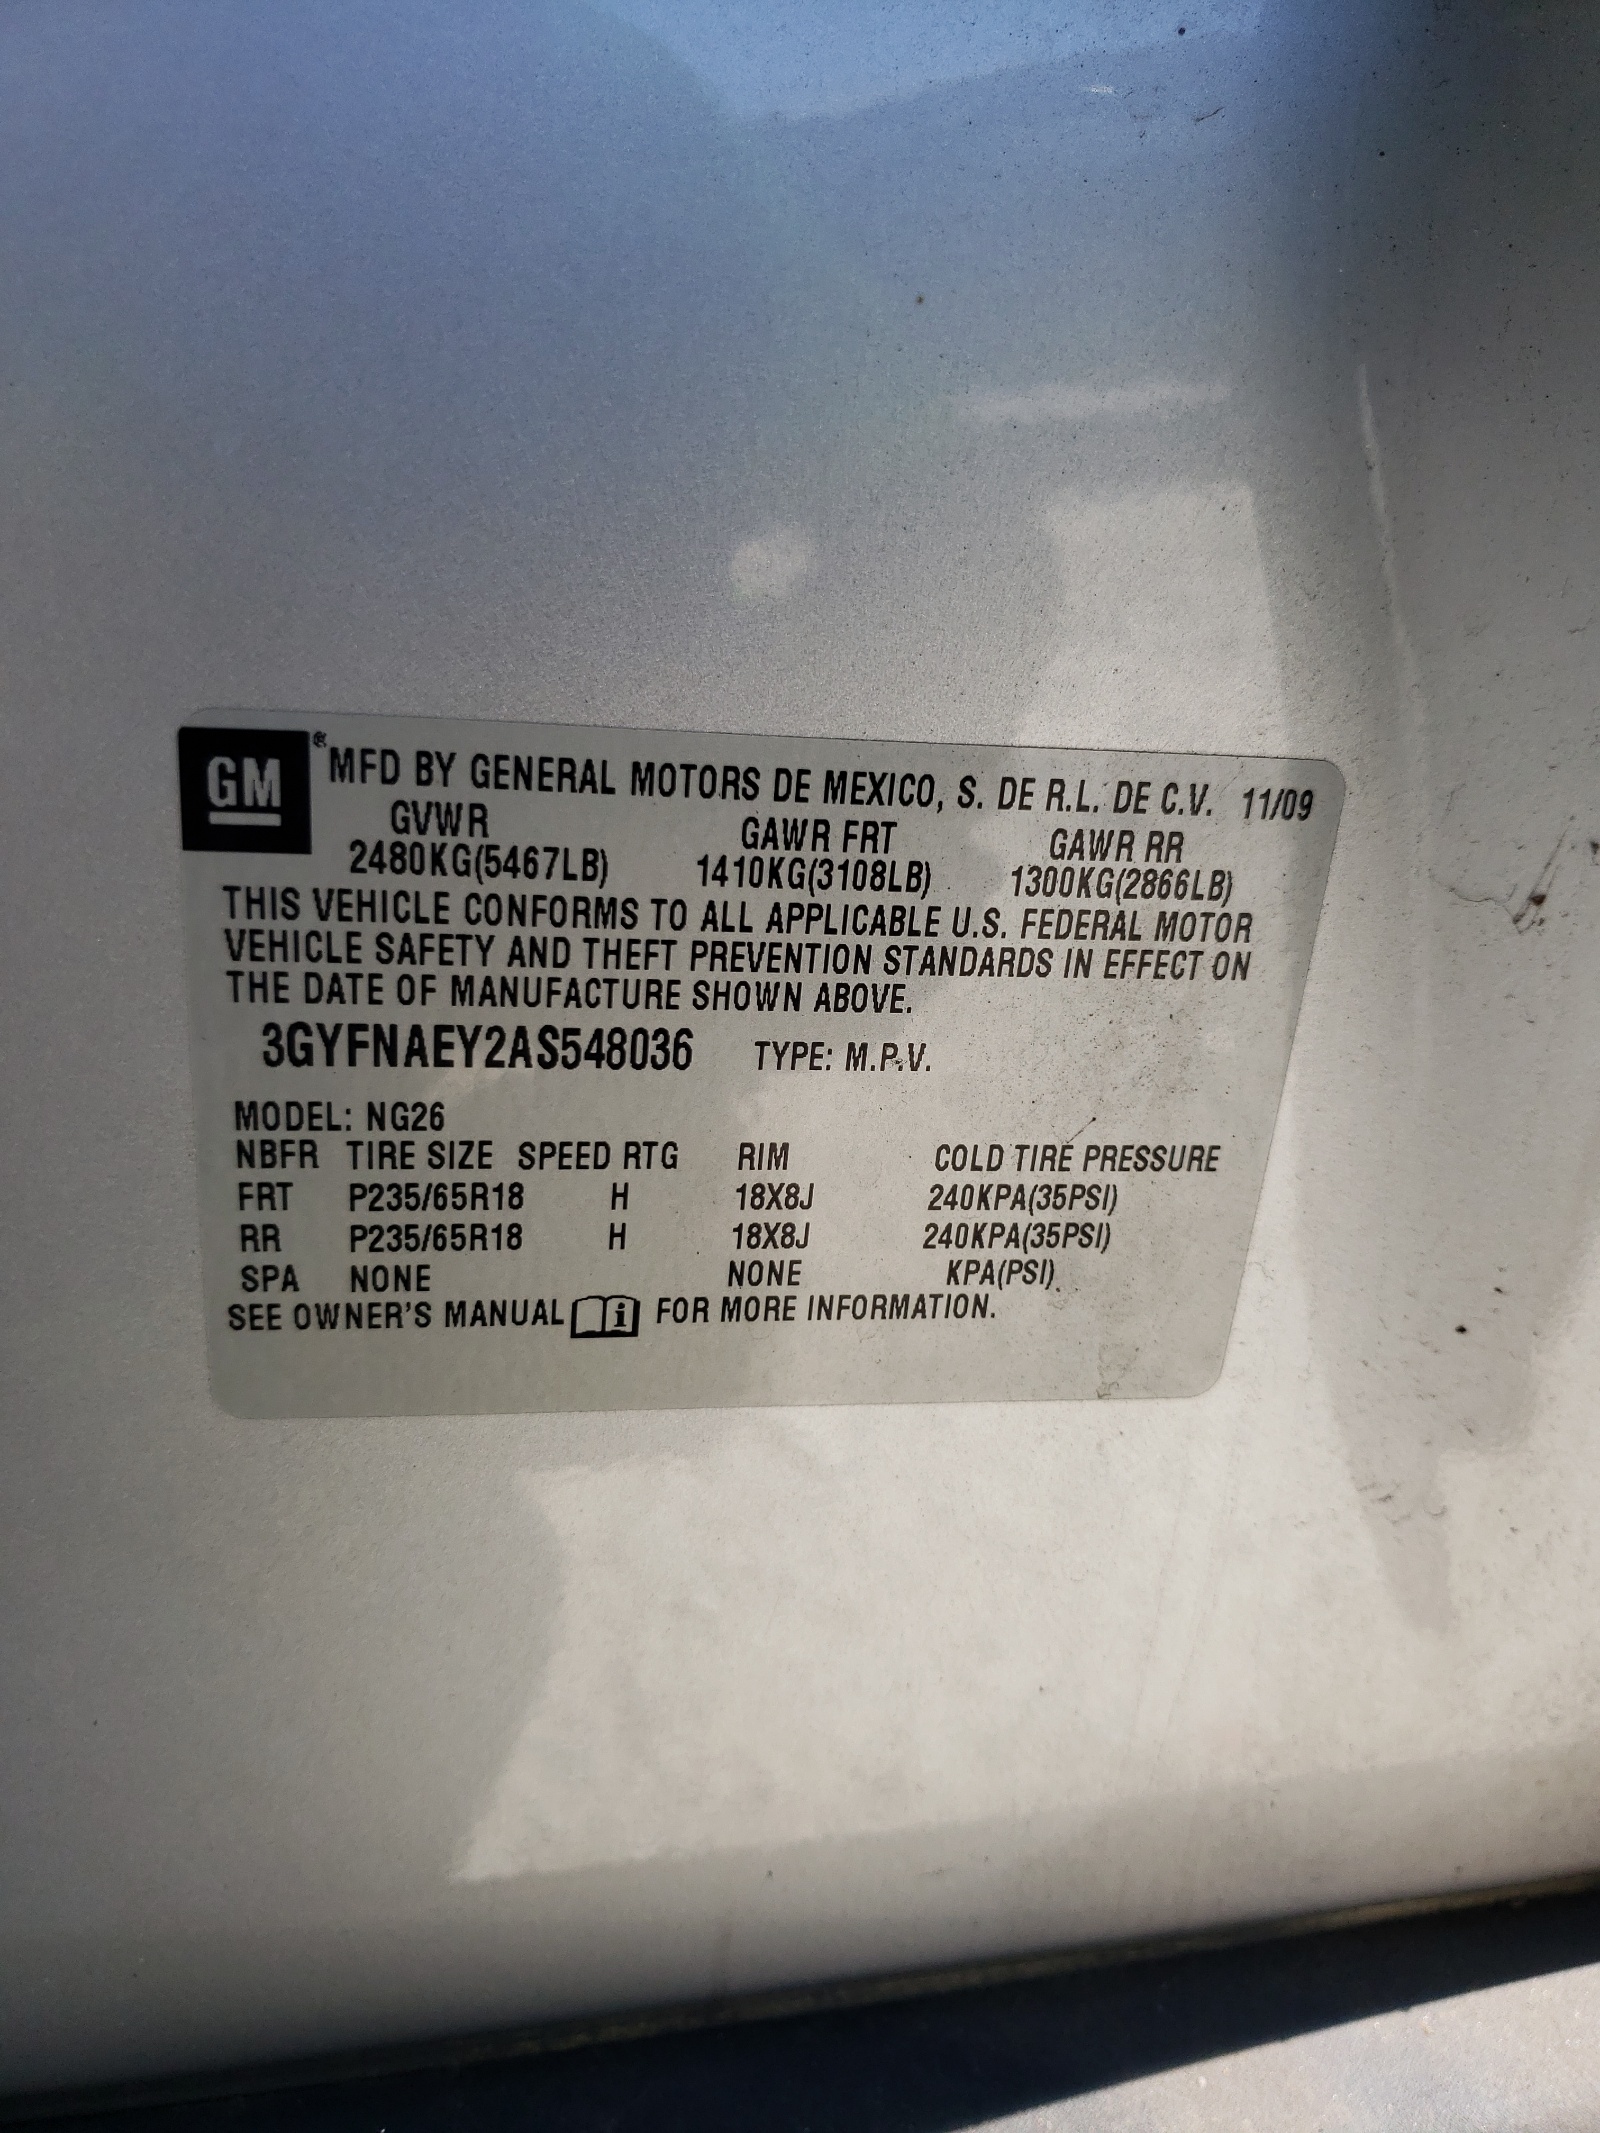 GM® MFD BY GENERAL MOTORS DE MEXICO, S. DE R.L. DE C.V. 11/09
GVWR GAWR FRT GAWR RR
2480KG(5467LB) 1410KG(3108LB) 1300KG(2866LB)
THIS VEHICLE CONFORMS TO ALL APPLICABLE U.S. FEDERAL MOTOR
VEHICLE SAFETY AND THEFT PREVENTION STANDARDS IN EFFECT ON
THE DATE OF MANUFACTURE SHOWN ABOVE.
3GYFNAEY2AS548036 TYPE: M.P.V.
MODEL: NG26
NBFR TIRE SIZE SPEED RTG RIM COLD TIRE PRESSURE
FRT P235/65R18 H 18X8J 240KPA(35PSI)
RR P235/65R18 H 18X8J 240KPA(35PSI)
SPA NONE NONE KPA(PSI)
SEE OWNER'S MANUAL i FOR MORE INFORMATION.